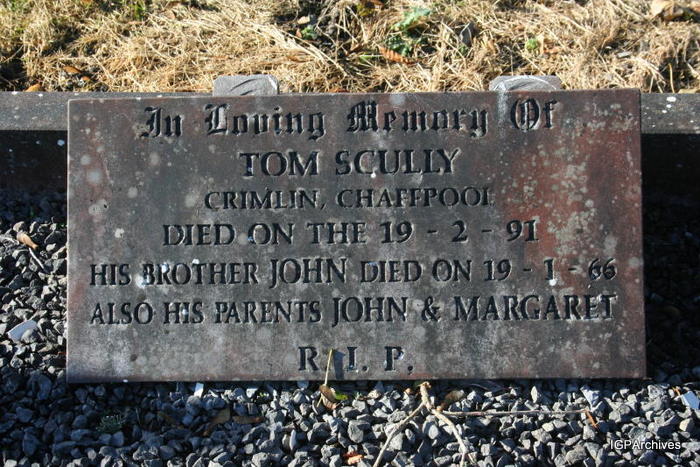 In Loving Memory Of
TOM SCULLY
CRIMLIN, CHAFFPOOL
DIED ON THE 19 - 2 - 91
HIS BROTHER JOHN DIED ON 19 - 1 - 66
ALSO HIS PARENTS JOHN & MARGARET
R. I. P.
IGPArchives